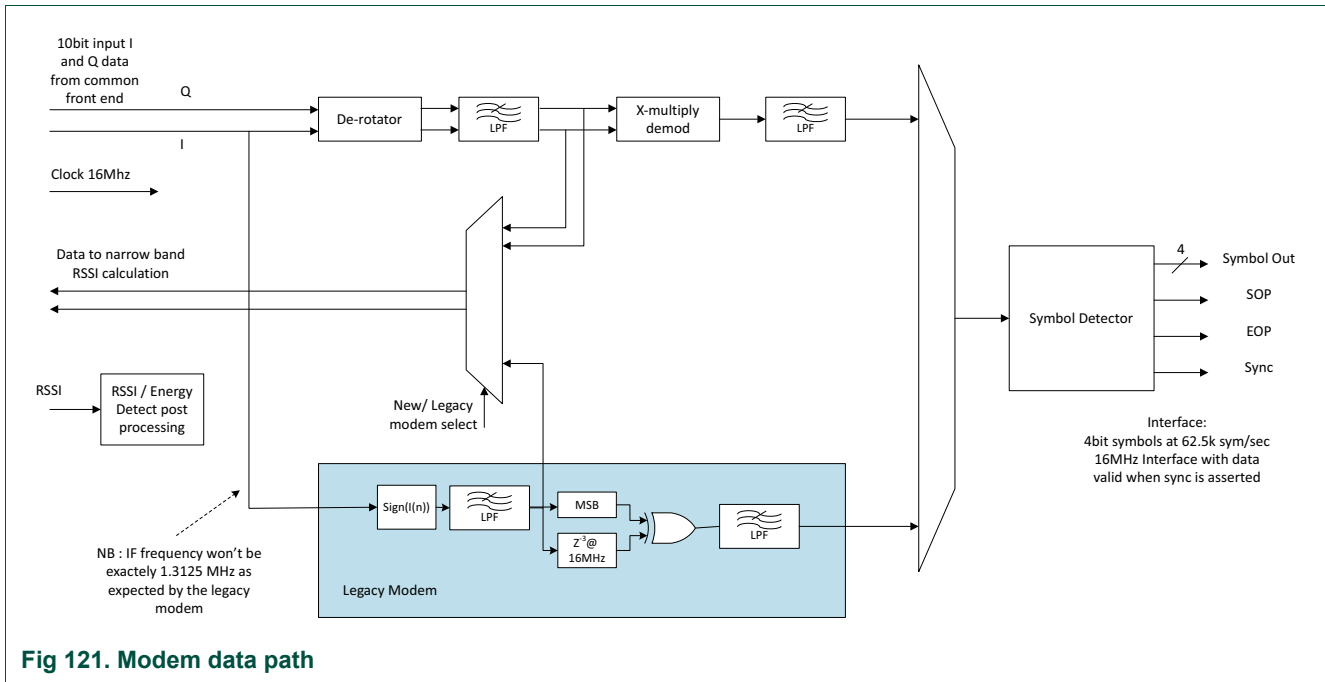 10bit input I
and Q data
from common
front end
Q
I
De-rotator
LPF
X-multiply
demod
LPF
Clock 16Mhz
Data to narrow band
RSSI calculation
4
Symbol Out
SOP
Symbol Detector
EOP
Sync
RSSI
RSSI / Energy
Detect post
processing
New/ Legacy
modem select
Interface:
4bit symbols at 62.5k sym/sec
16MHz Interface with data
valid when sync is asserted
Sign(I(n))
LPF
MSB
Z-3@
16MHz
LPF
Legacy Modem
NB : IF frequency won't be
exactely 1.3125 MHz as
expected by the legacy
modem
Fig 121. Modem data path